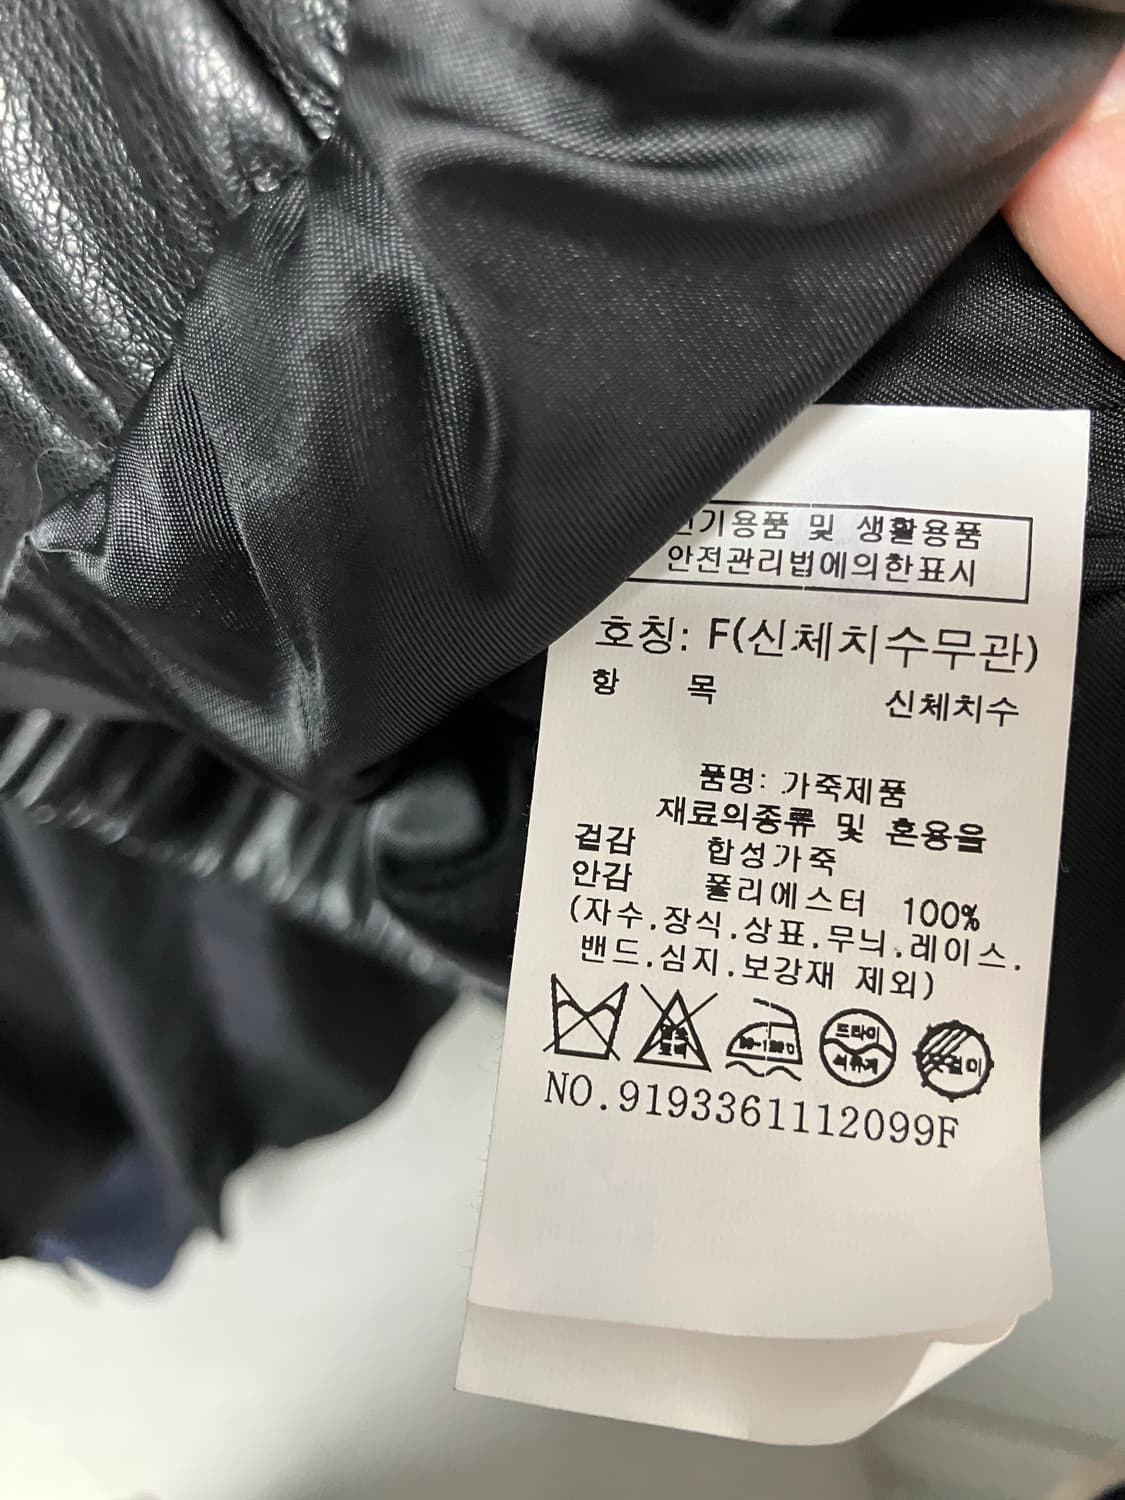 기용품 및 생활용품
안전관리법에의한표시
호칭: F(신체치수무관)
항 목 신체치수
품명: 가죽제품
재료의종류 및 혼용율
겉감 합성가죽
안감 폴리에스터 100%
(자수.장식.상표.무늬.레이스.
밴드.심지.보강재 제외)
드라이
석유계
옷걸이
NO.9193361112099F